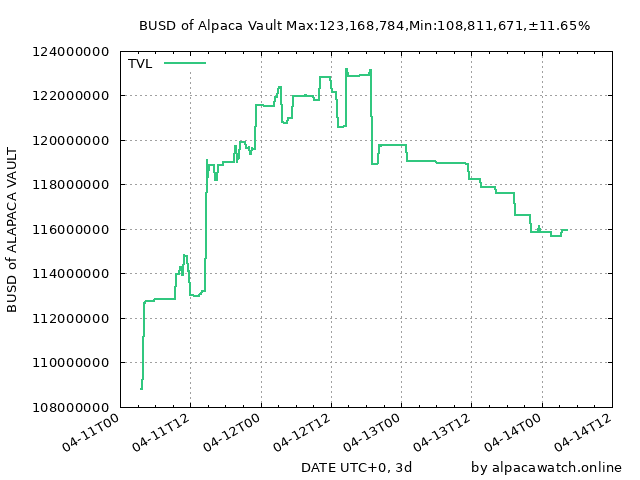 BUSD of Alpaca Vault Max:123,168,784,Min:108,811,671,±11.65%
TVL
124000000
122000000
120000000
118000000
116000000
114000000
112000000
110000000
108000000
BUSD of ALAPACA VAULT
04-11T00
04-11T12
04-12T00
04-12T12
04-13T00
04-13T12
04-14T00
04-14T12
DATE UTC+0, 3d
by alpacawatch.online